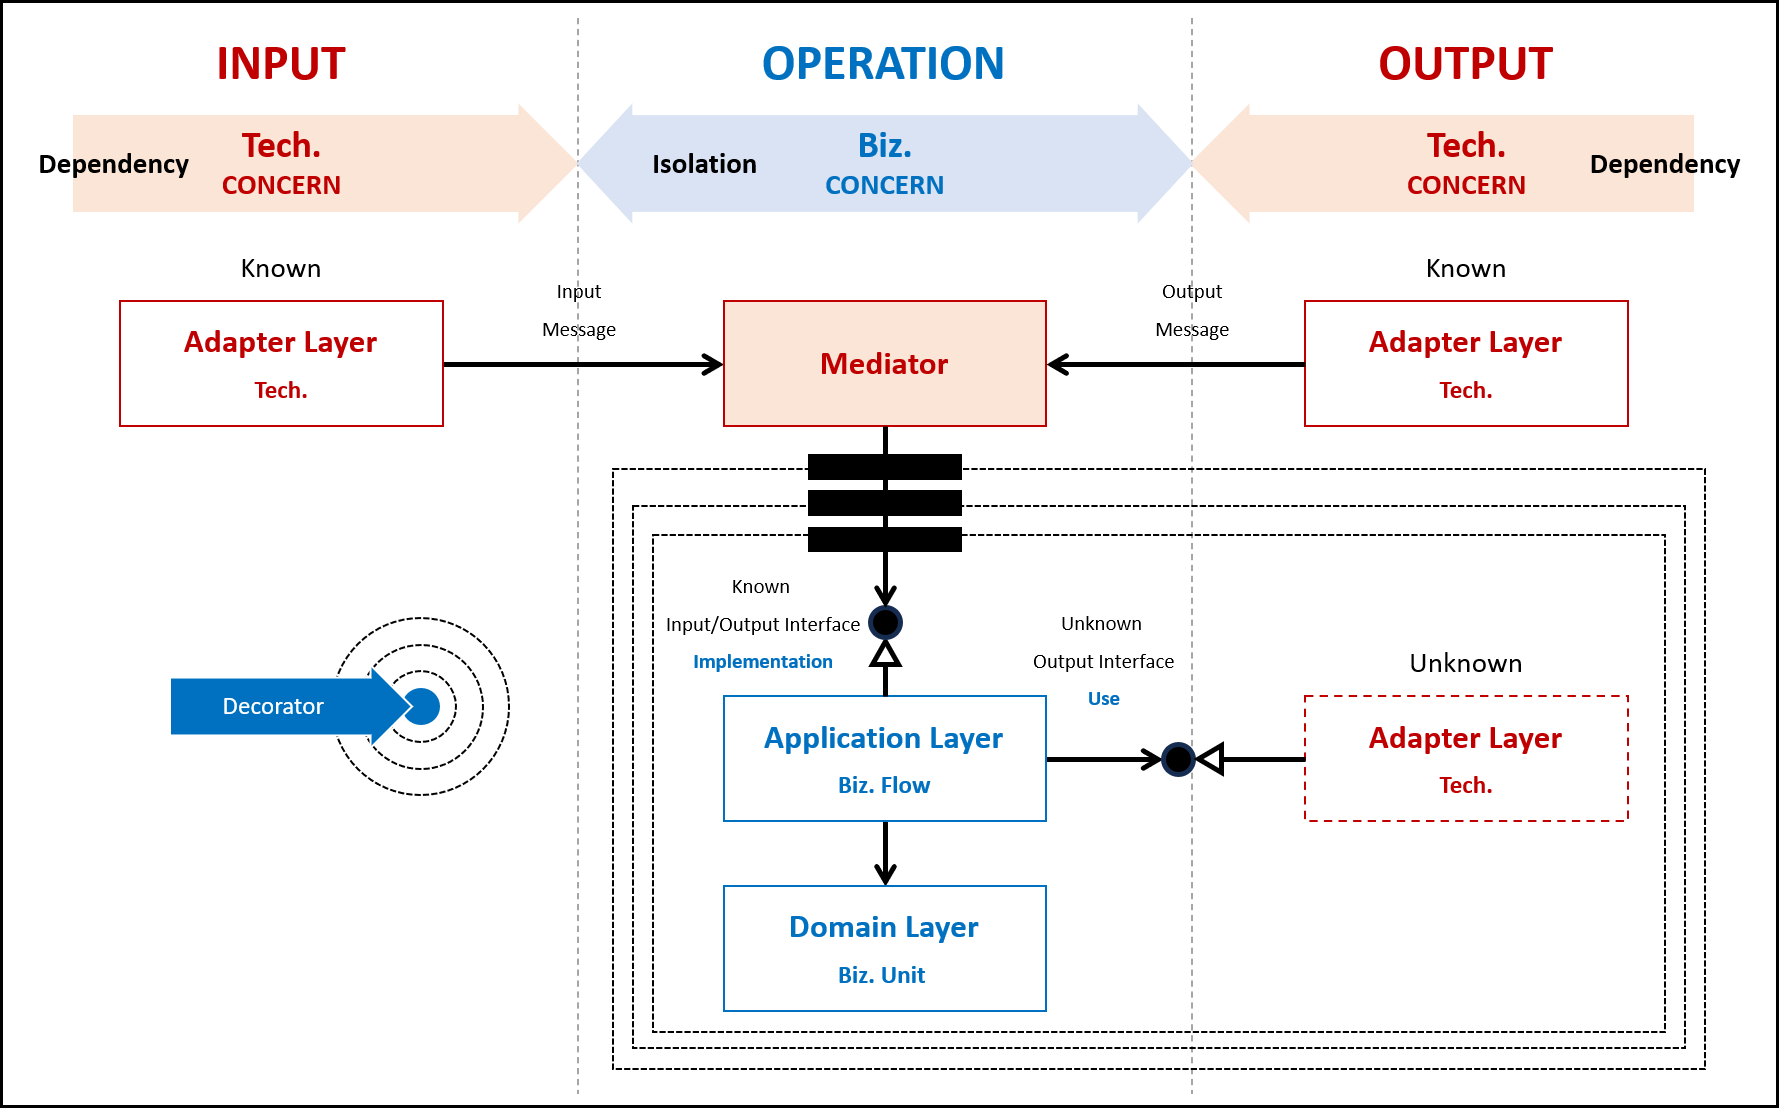 INPUT
OPERATION
OUTPUT
Dependency
Tech.
CONCERN
Isolation
Biz.
CONCERN
Tech.
CONCERN
Dependency
Known
Adapter Layer
Tech.
Input
Message
Mediator
Output
Message
Known
Adapter Layer
Tech.
Known
Input/Output Interface
Implementation
Unknown
Output Interface
Use
Unknown
Decorator
Application Layer
Biz. Flow
Adapter Layer
Tech.
Domain Layer
Biz. Unit